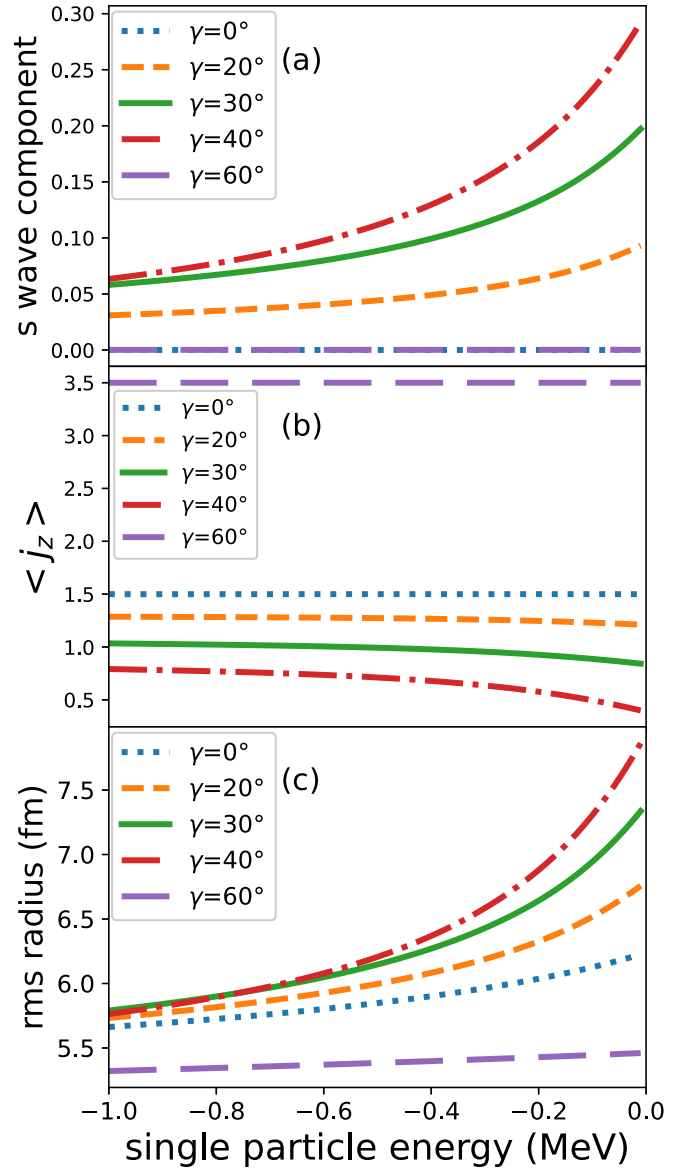 s wave component
0.30
0.25
0.20
0.15
0.10
0.05
0.00
γ=0°
γ=20°
γ=30°
γ=40°
γ=60°
(a)
< j_z >
3.5
3.0
2.5
2.0
1.5
1.0
0.5
γ=0°
γ=20°
γ=30°
γ=40°
γ=60°
(b)
rms radius (fm)
7.5
7.0
6.5
6.0
5.5
γ=0°
γ=20°
γ=30°
γ=40°
γ=60°
(c)
−1.0 −0.8 −0.6 −0.4 −0.2 0.0
single particle energy (MeV)